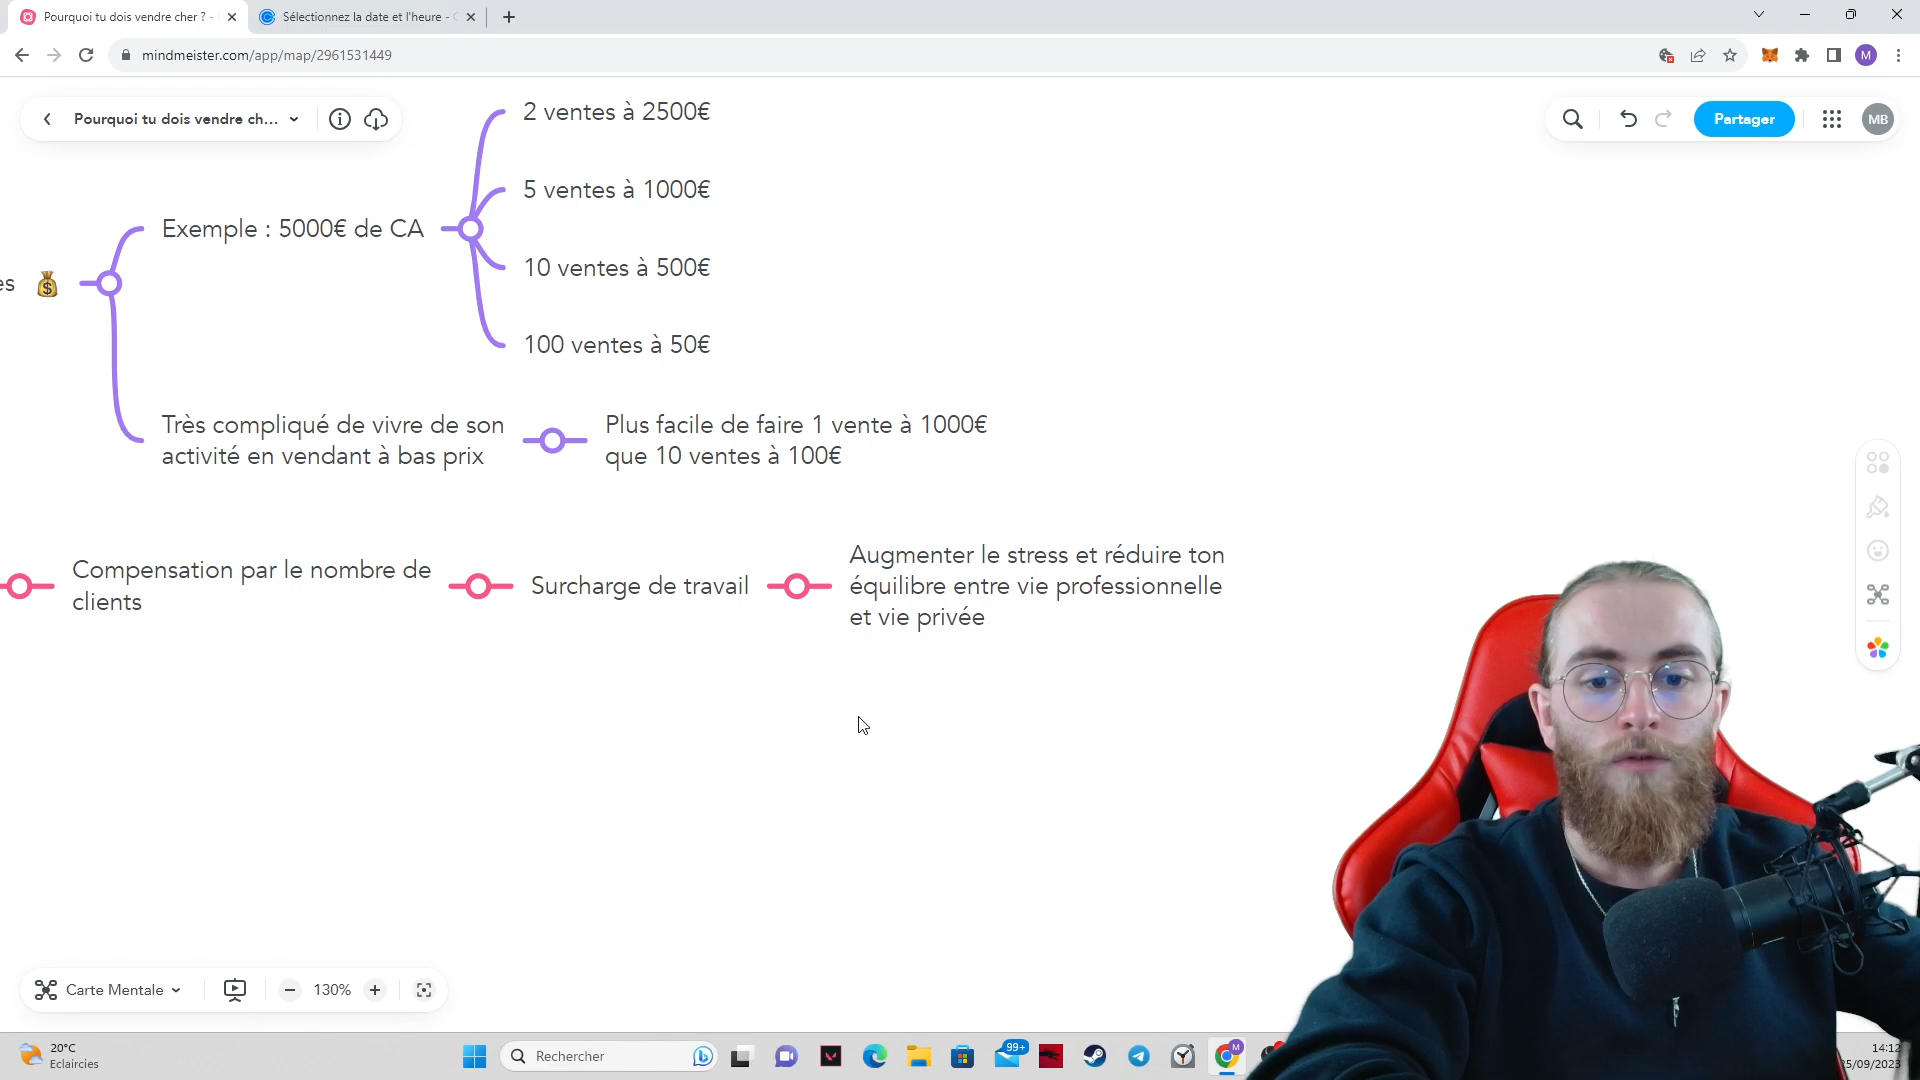 Pourquoi tu dois vendre cher ? -
Sélectionnez la date et l'heure -
mindmeister.com/app/map/2961531449
M
Pourquoi tu dois vendre ch...
Partager
MB
2 ventes à 2500€
5 ventes à 1000€
Exemple : 5000€ de CA
10 ventes à 500€
es
100 ventes à 50€
Très compliqué de vivre de son
activité en vendant à bas prix
Plus facile de faire 1 vente à 1000€
que 10 ventes à 100€
Compensation par le nombre de
clients
Surcharge de travail
Augmenter le stress et réduire ton
équilibre entre vie professionnelle
et vie privée
Carte Mentale
130%
20°C
Eclaircies
Rechercher
99+
M
14:12
25/09/2023